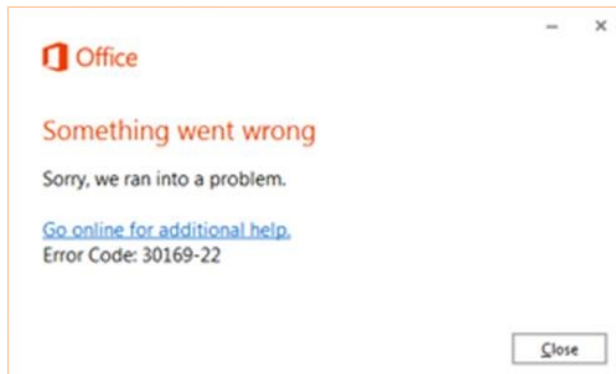 Office
Something went wrong
Sorry, we ran into a problem.
Go online for additional help.
Error Code: 30169-22
Close